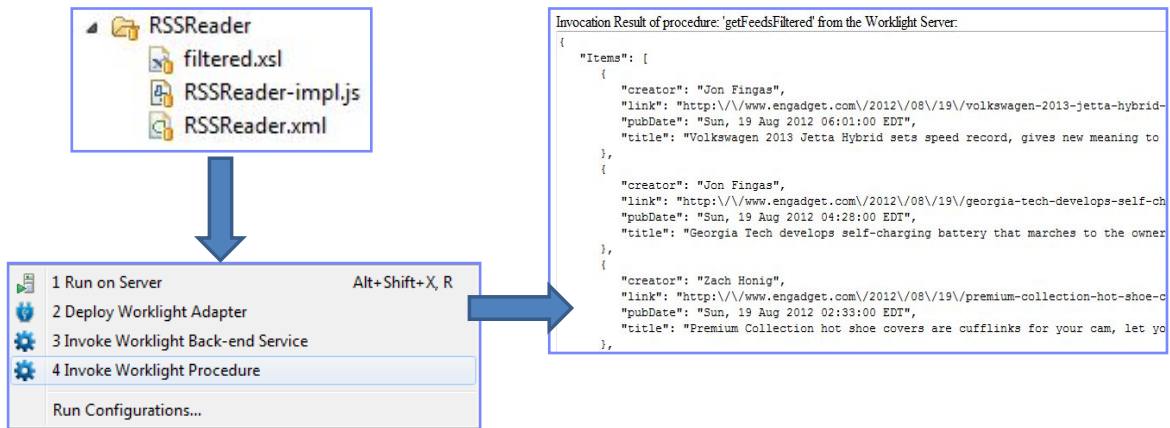 RSSReader
filtered.xsl
RSSReader-impl.js
RSSReader.xml
1 Run on Server Alt+Shift+X, R
2 Deploy Worklight Adapter
3 Invoke Worklight Back-end Service
4 Invoke Worklight Procedure
Run Configurations...
Invocation Result of procedure: 'getFeedsFiltered' from the Worklight Server:
{
"Items": [
{
"creator": "Jon Fingas",
"link": "http:\/\/www.engadget.com\/2012\/08\/19\/volkswagen-2013-jetta-hybrid-
"pubDate": "Sun, 19 Aug 2012 06:01:00 EDT",
"title": "Volkswagen 2013 Jetta Hybrid sets speed record, gives new meaning to
},
{
"creator": "Jon Fingas",
"link": "http:\/\/www.engadget.com\/2012\/08\/19\/georgia-tech-develops-self-ch
"pubDate": "Sun, 19 Aug 2012 04:28:00 EDT",
"title": "Georgia Tech develops self-charging battery that marches to the owner
},
{
"creator": "Zach Honig",
"link": "http:\/\/www.engadget.com\/2012\/08\/19\/premium-collection-hot-shoe-c
"pubDate": "Sun, 19 Aug 2012 02:33:00 EDT",
"title": "Premium Collection hot shoe covers are cufflinks for your cam, let yo
},